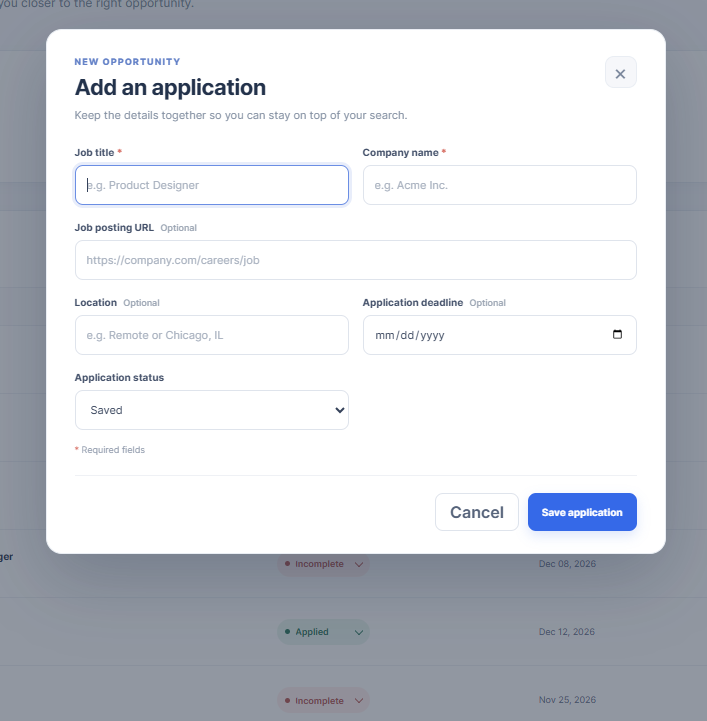 you closer to the right opportunity.
NEW OPPORTUNITY
Add an application
Keep the details together so you can stay on top of your search.
Job title * Company name *
e.g. Product Designer e.g. Acme Inc.
Job posting URL Optional
https://company.com/careers/job
Location Optional Application deadline Optional
e.g. Remote or Chicago, IL mm/dd/yyyy
Application status
Saved
* Required fields
Cancel Save application
ger Incomplete Dec 08, 2026
Applied Dec 12, 2026
Incomplete Nov 25, 2026